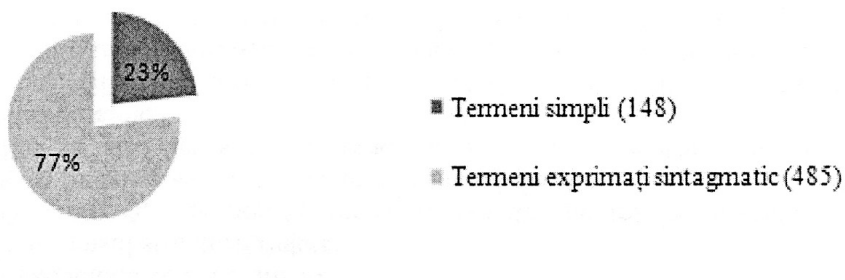 23%
77%
Termeni simpli (148)
Termeni exprimați sintagmatic (485)